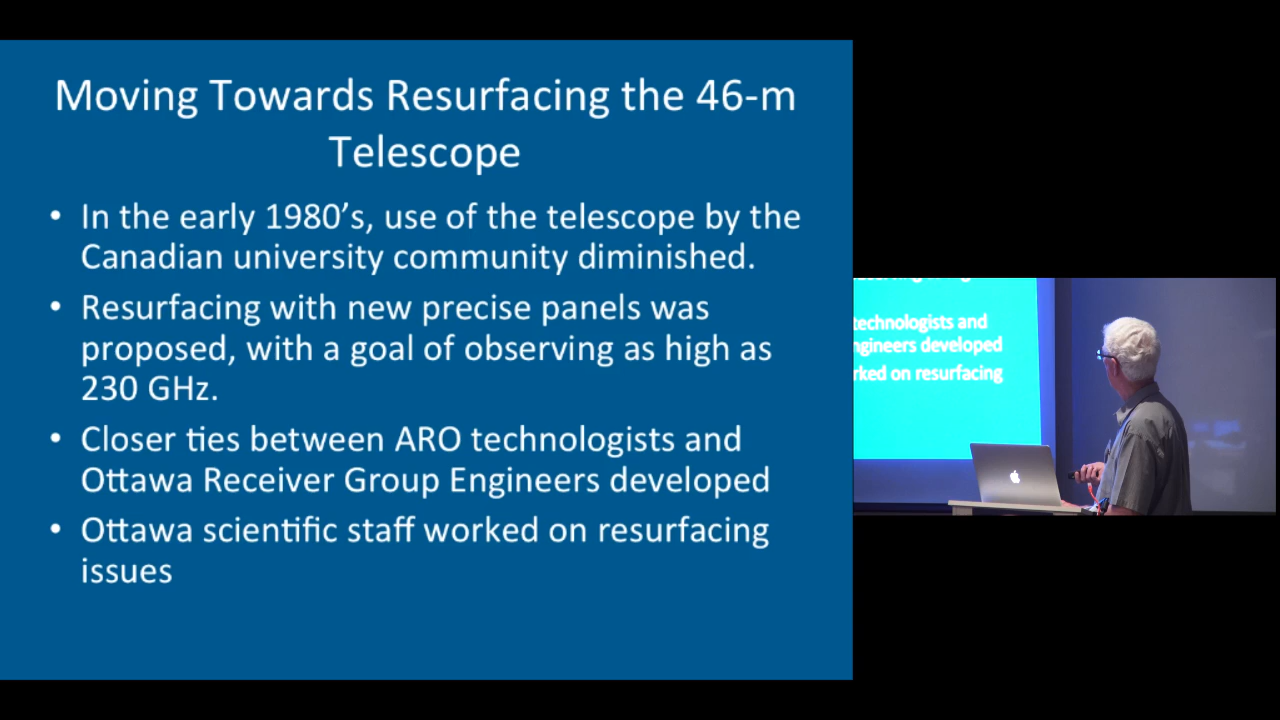 Moving Towards Resurfacing the 46-m
Telescope
• In the early 1980's, use of the telescope by the
Canadian university community diminished.
• Resurfacing with new precise panels was
proposed, with a goal of observing as high as
230 GHz.
• Closer ties between ARO technologists and
Ottawa Receiver Group Engineers developed
• Ottawa scientific staff worked on resurfacing
issues
technologists and
ngineers developed
rked on resurfacing